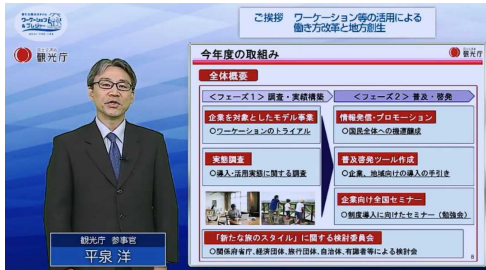 ワーケーション
& ブレジャー
観光庁
ご挨拶 ワーケーション等の活用による
働き方改革と地方創生
今年度の取組み
観光庁
全体概要
<フェーズ1> 調査・実績構築
<フェーズ2> 普及・啓発
企業を対象としたモデル事業
○ワーケーションのトライアル
実態調査
○導入・活用実態に関する調査
情報発信・プロモーション
○国民全体への機運醸成
普及啓発ツール作成
○企業、地域向けの導入の手引き
企業向け全国セミナー
○制度導入に向けたセミナー(勉強会)
「新たな旅のスタイル」に関する検討委員会
○関係府省庁、経済団体、旅行団体、自治体、有識者等による検討会
8
観光庁 参事官
平泉 洋